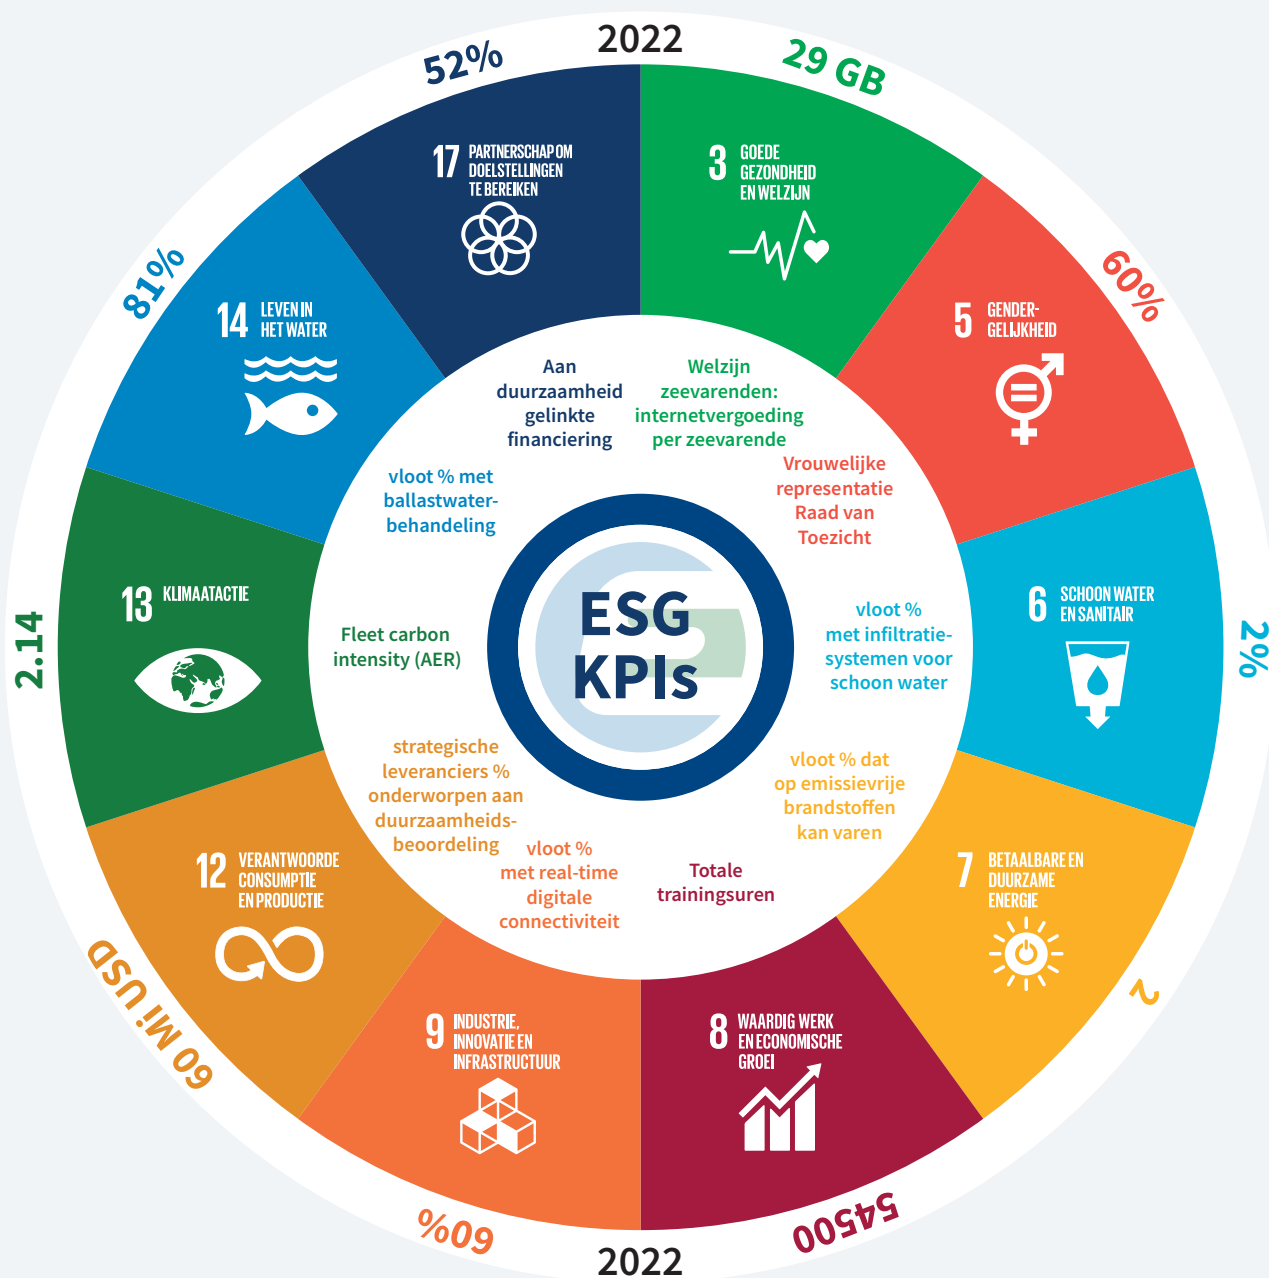 2022
29 GB
3 GOEDE
GEZONDHEID
EN WELZIJN
Welzijn
zeevarenden:
internetvergoeding
per zeevarende
60%
5 GENDER-
GELIJKHEID
Vrouwelijke
representatie
Raad van
Toezicht
2%
6 SCHOON WATER
EN SANITAIR
vloot %
met infiltratie-
systemen voor
schoon water
2
7 BETAALBARE EN
DUURZAME
ENERGIE
vloot % dat
op emissievrije
brandstoffen
kan varen
54500
8 WAARDIG WERK
EN ECONOMISCHE
GROEI
Totale
trainingsuren
2022
60%
9 INDUSTRIE,
INNOVATIE EN
INFRASTRUCTUUR
vloot %
met real-time
digitale
connectiviteit
60 Mi USD
12 VERANTWOORDE
CONSUMPTIE
EN PRODUCTIE
strategische
leveranciers %
onderworpen aan
duurzaamheids-
beoordeling
2.14
13 KLIMAATACTIE
Fleet carbon
intensity (AER)
81%
14 LEVEN IN
HET WATER
vloot % met
ballastwater-
behandeling
52%
17 PARTNERSCHAP OM
DOELSTELLINGEN
TE BEREIKEN
Aan
duurzaamheid
gelinkte
financiering
ESG
KPIs